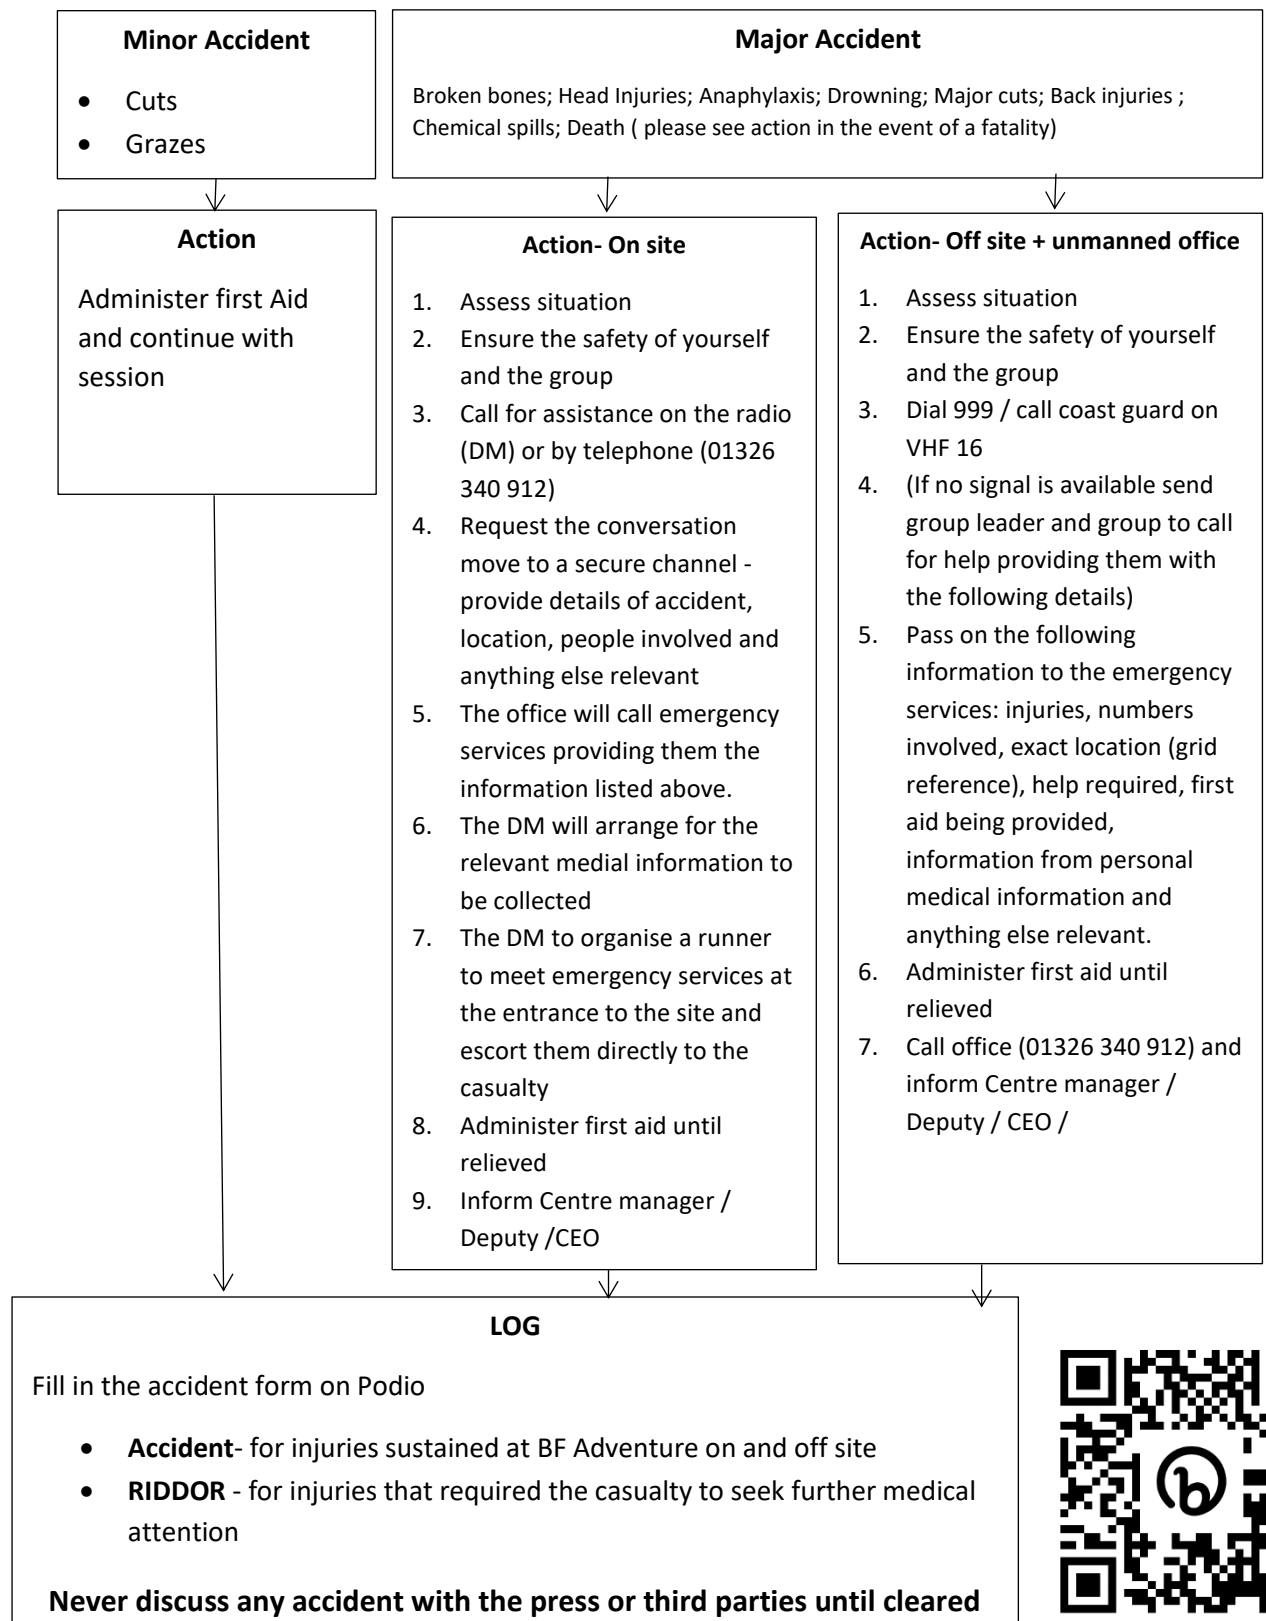 Minor Accident
• Cuts
• Grazes
Major Accident
Broken bones; Head Injuries; Anaphylaxis; Drowning; Major cuts; Back injuries ;
Chemical spills; Death ( please see action in the event of a fatality)
Action
Administer first Aid
and continue with
session
Action- On site
1. Assess situation
2. Ensure the safety of yourself
and the group
3. Call for assistance on the radio
(DM) or by telephone (01326
340 912)
4. Request the conversation
move to a secure channel -
provide details of accident,
location, people involved and
anything else relevant
5. The office will call emergency
services providing them the
information listed above.
6. The DM will arrange for the
relevant medial information to
be collected
7. The DM to organise a runner
to meet emergency services at
the entrance to the site and
escort them directly to the
casualty
8. Administer first aid until
relieved
9. Inform Centre manager /
Deputy /CEO
Action- Off site + unmanned office
1. Assess situation
2. Ensure the safety of yourself
and the group
3. Dial 999 / call coast guard on
VHF 16
4. (If no signal is available send
group leader and group to call
for help providing them with
the following details)
5. Pass on the following
information to the emergency
services: injuries, numbers
involved, exact location (grid
reference), help required, first
aid being provided,
information from personal
medical information and
anything else relevant.
6. Administer first aid until
relieved
7. Call office (01326 340 912) and
inform Centre manager /
Deputy / CEO /
LOG
Fill in the accident form on Podio
• Accident- for injuries sustained at BF Adventure on and off site
• RIDDOR - for injuries that required the casualty to seek further medical
attention
Never discuss any accident with the press or third parties until cleared
b